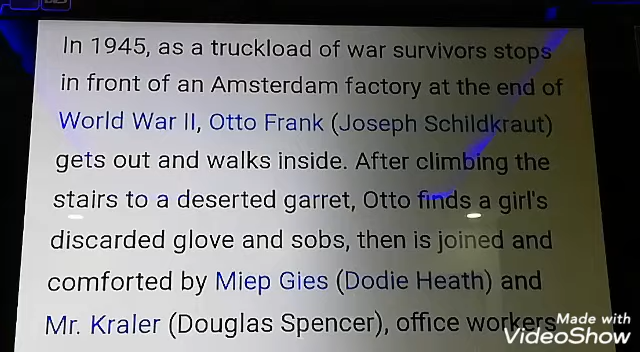 In 1945, as a truckload of war survivors stops
in front of an Amsterdam factory at the end of
World War II, Otto Frank (Joseph Schildkraut)
gets out and walks inside. After climbing the
stairs to a deserted garret, Otto finds a girl's
discarded glove and sobs, then is joined and
comforted by Miep Gies (Dodie Heath) and
Mr. Kraler (Douglas Spencer), office workers
Made with
VideoShow